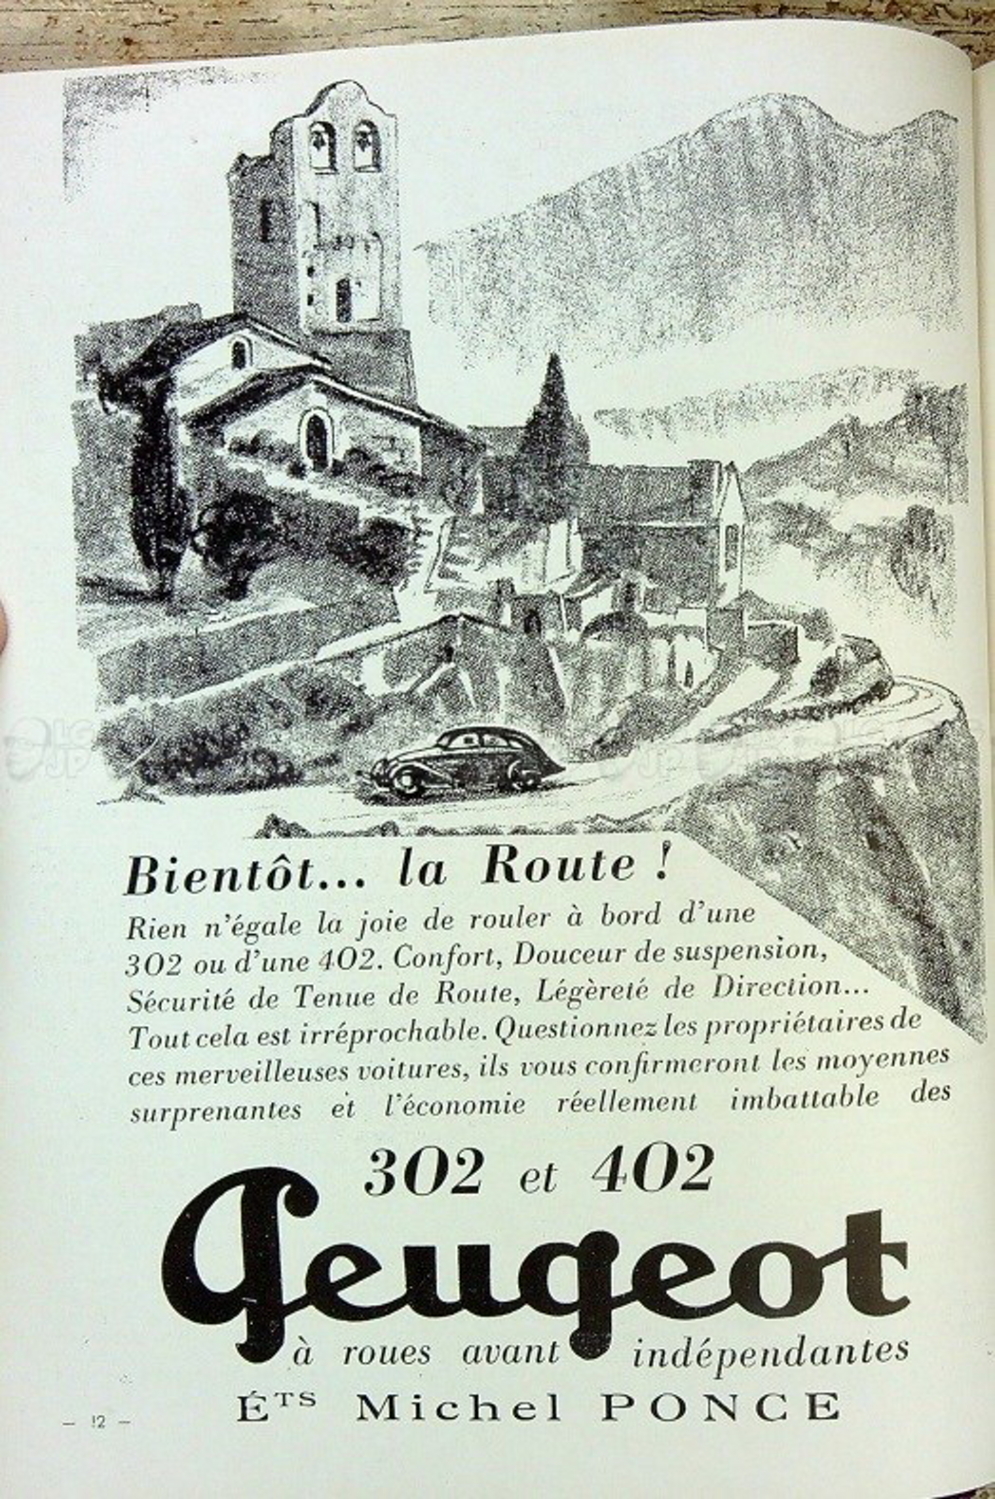 Bientôt... la Route !
Rien n'égale la joie de rouler à bord d'une
302 ou d'une 402. Confort, Douceur de suspension,
Sécurité de Tenue de Route, Légèreté de Direction...
Tout cela est irréprochable. Questionnez les propriétaires de
ces merveilleuses voitures, ils vous confirmeront les moyennes
surprenantes et l'économie réellement imbattable des
302 et 402
Peugeot
à roues avant indépendantes
ÉTS Michel PONCE
— 12 —